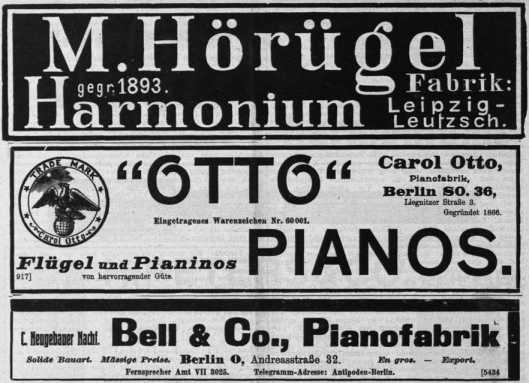 M. Hörügel
gegr. 1893. Fabrik:
Harmonium Leipzig-
Leutzsch.
TRADE MARK
Carol Otto
"OTTO"
Carol Otto,
Pianofabrik,
Berlin SO. 36,
Liegnitzer Straße 3.
Gegründet 1866.
Eingetragenes Warenzeichen Nr. 60001.
PIANOS.
Flügel und Pianinos
917] von harvorragender Güte.
C. Neugebauer Nachf. Bell & Co., Pianofabrik
Solide Bauart. Mässige Preise. Berlin O, Andreasstraße 32. En gros. — Export.
Fernsprecher Amt VII 3025. Telegramm-Adresse: Antipoden-Berlin. [5434